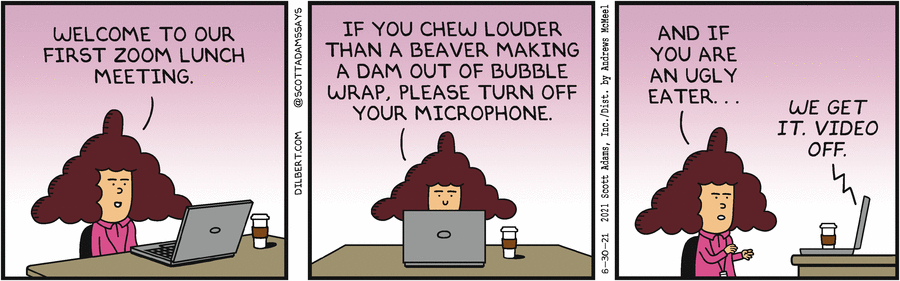 WELCOME TO OUR
FIRST ZOOM LUNCH
MEETING.
DILBERT.COM @SCOTTADAMSSAYS
IF YOU CHEW LOUDER
THAN A BEAVER MAKING
A DAM OUT OF BUBBLE
WRAP, PLEASE TURN OFF
YOUR MICROPHONE.
6-30-21 2021 Scott Adams, Inc./Dist. by Andrews McMeel
AND IF
YOU ARE
AN UGLY
EATER...
WE GET
IT. VIDEO
OFF.